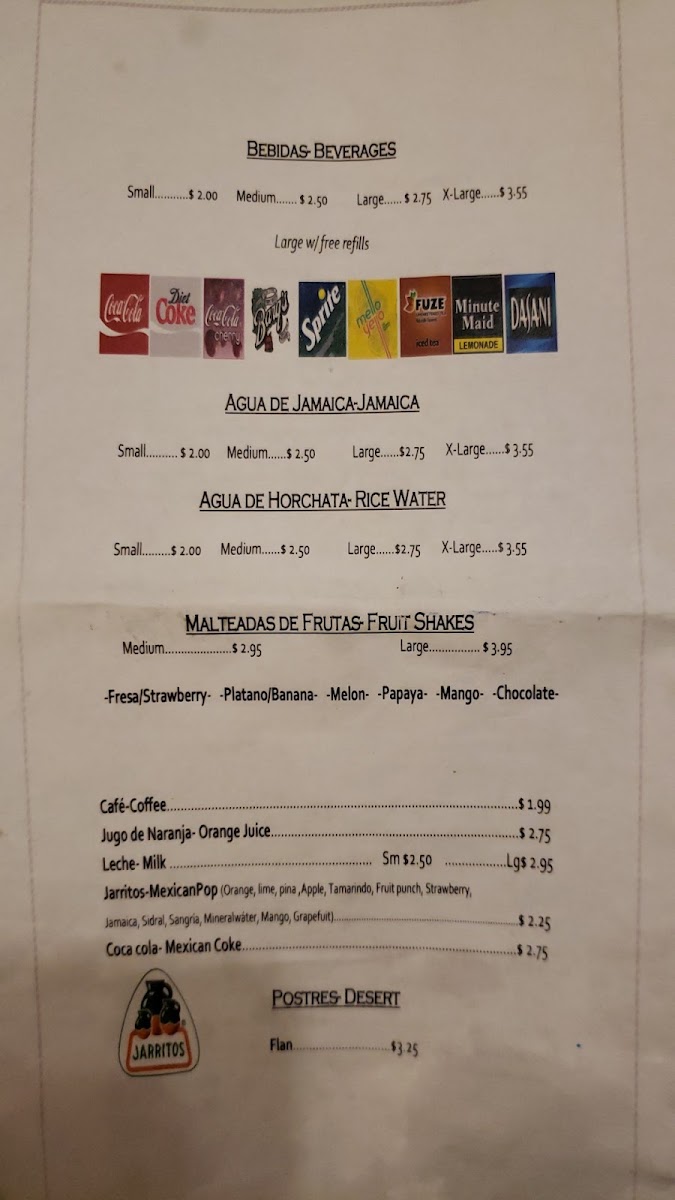 BEBIDAS- BEVERAGES
Small...........$ 2.00 Medium....... $ 2.50 Large...... $ 2.75 X-Large......$ 3.55
Large w/free refills
Coca-Cola Diet Coke Coca-Cola cherry Barq's Sprite mello yello FUZE iced tea Minute Maid LEMONADE DASANI
AGUA DE JAMAICA-JAMAICA
Small.......... $ 2.00 Medium......$ 2.50 Large......$2.75 X-Large......$ 3.55
AGUA DE HORCHATA- RICE WATER
Small.........$ 2.00 Medium......$ 2.50 Large......$2.75 X-Large.....$ 3.55
MALTEADAS DE FRUTAS- FRUIT SHAKES
Medium.....................$ 2.95 Large................ $ 3.95
-Fresa/Strawberry- -Platano/Banana- -Melon- -Papaya- -Mango- -Chocolate-
Café-Coffee.......................................................................................$ 1.99
Jugo de Naranja- Orange Juice.............................................................$ 2.75
Leche- Milk .................................................... Sm $2.50 ................Lg$ 2.95
Jarritos-MexicanPop (Orange, lime, pina ,Apple, Tamarindo, Fruit punch, Strawberry,
Jamaica, Sidral, Sangria, Mineralwater, Mango, Grapefuit)..............................................$ 2.25
Coca cola- Mexican Coke....................................................................$ 2.75
POSTRES- DESERT
JARRITOS
Flan.............................$3.25